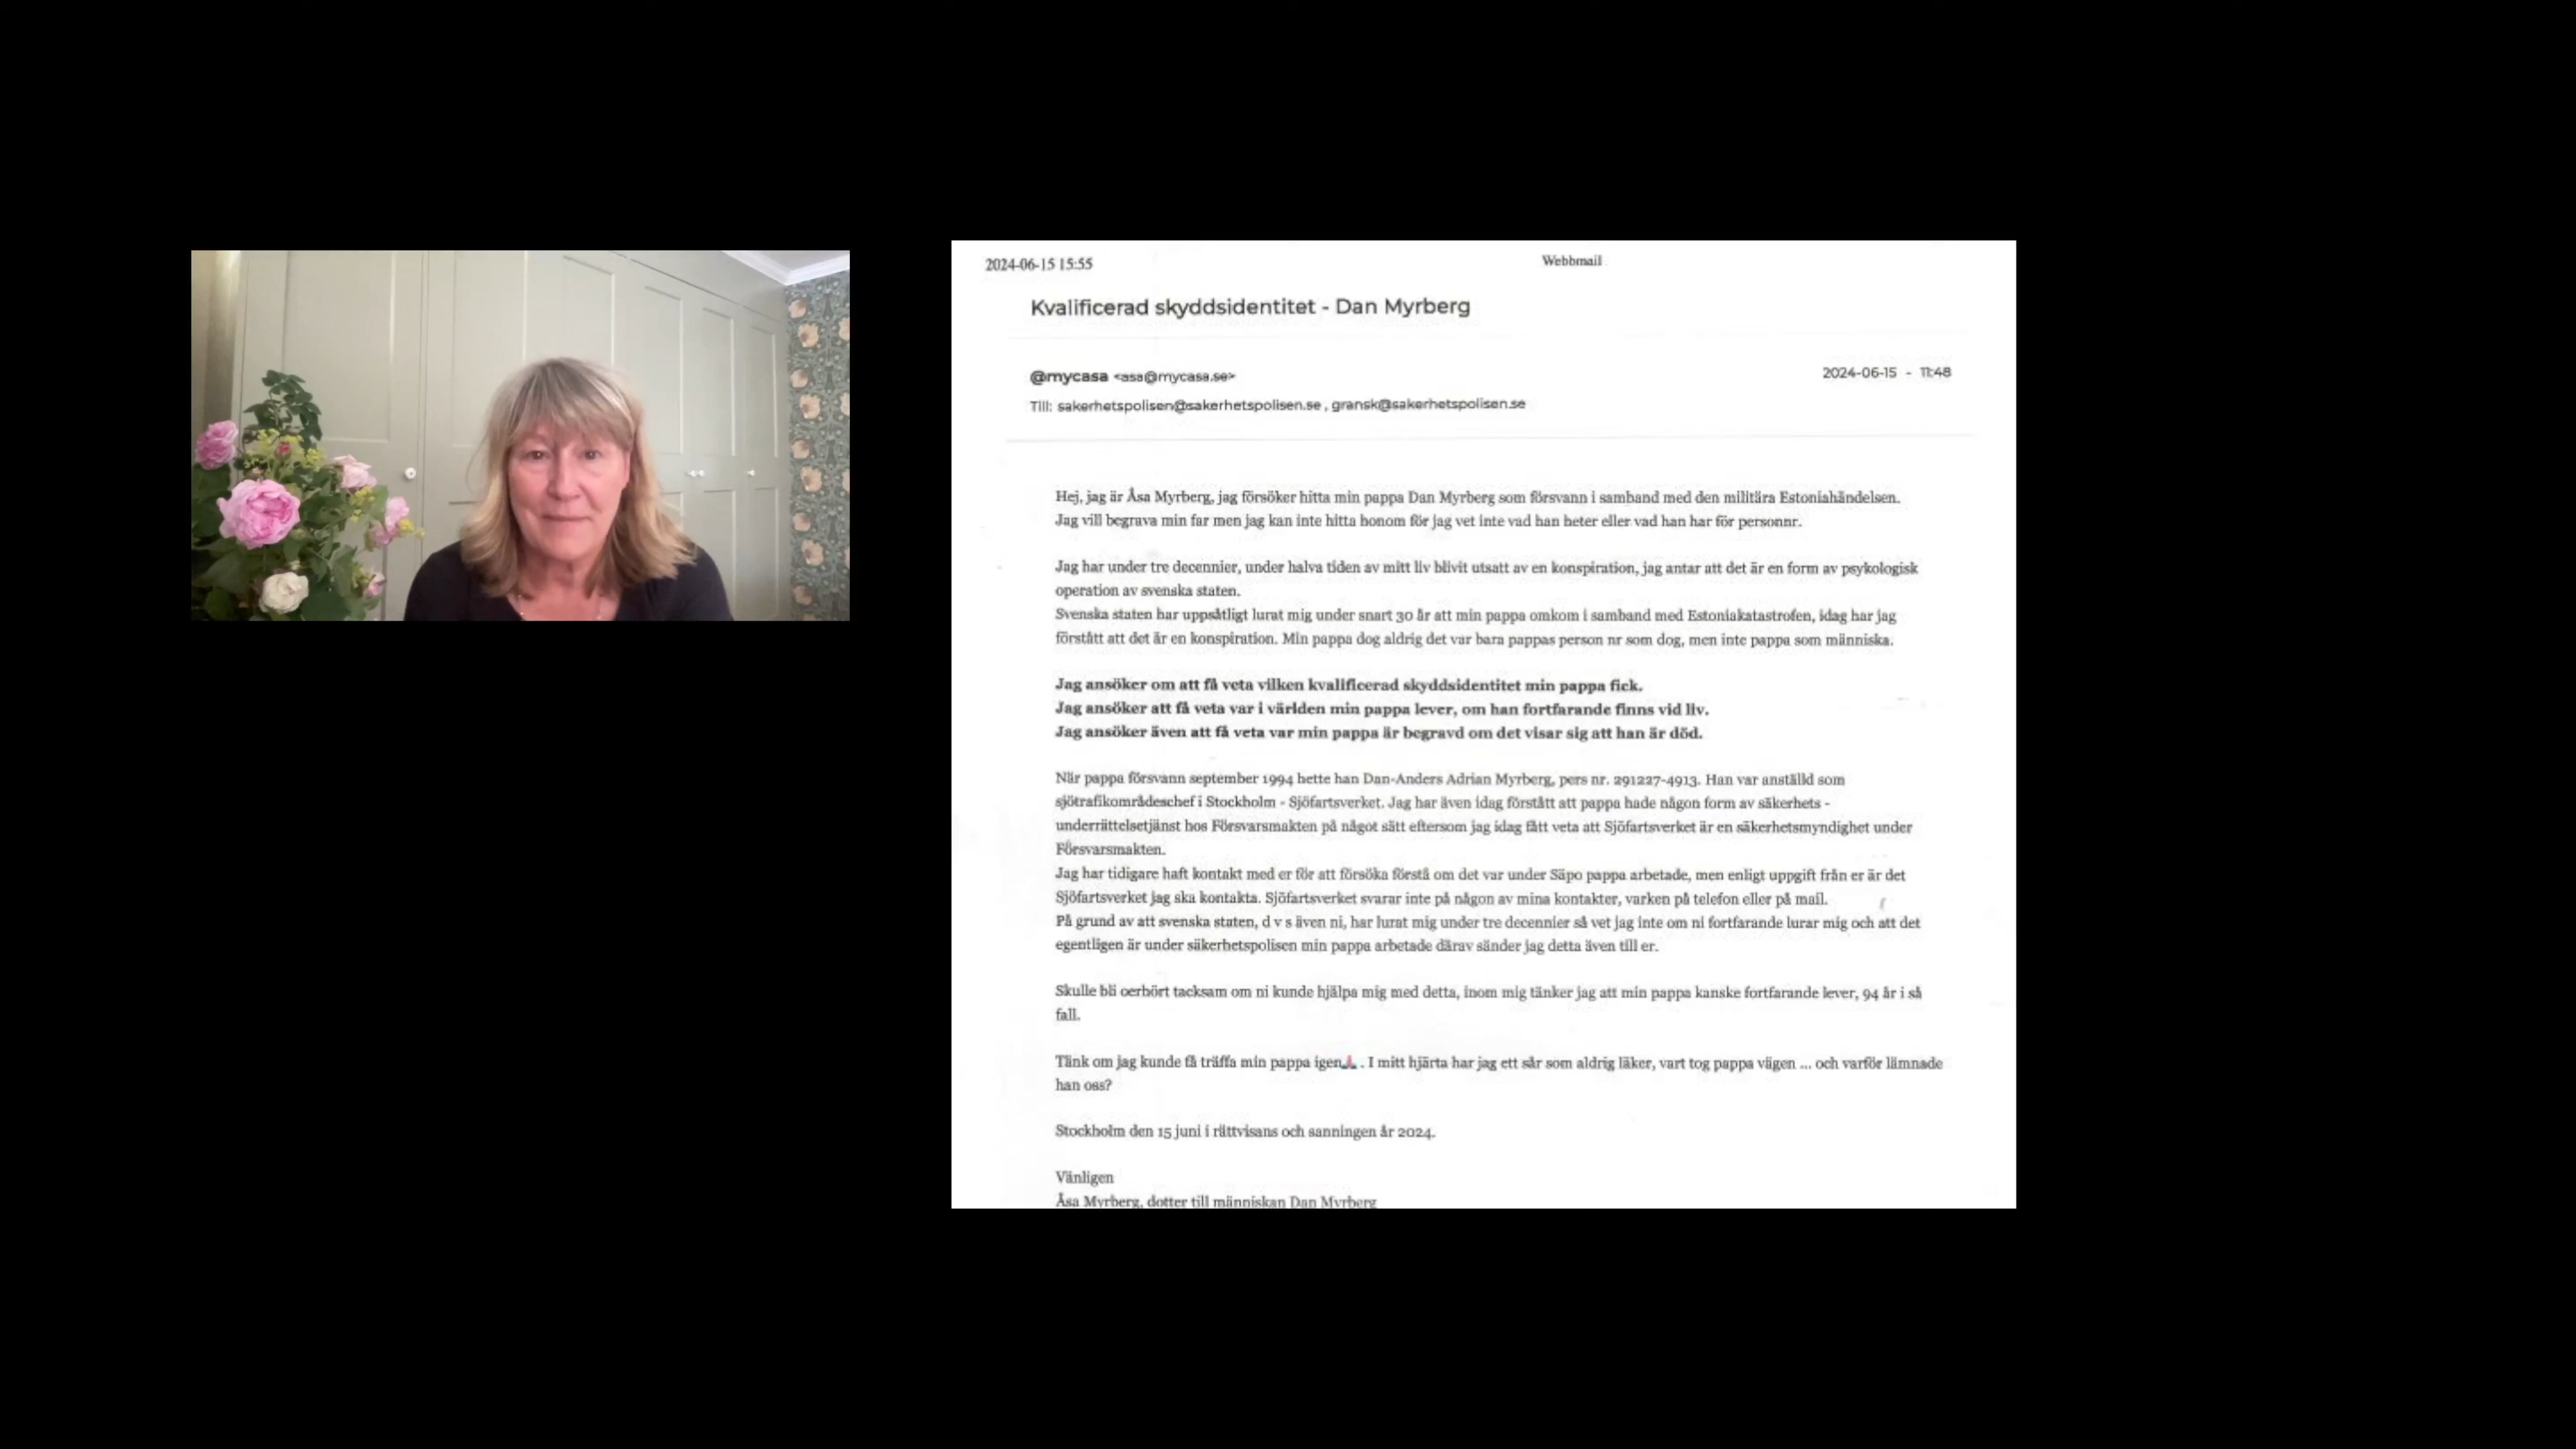 2024-06-15 15:55
Webbmail
Kvalificerad skyddsidentitet - Dan Myrberg
@mycasa <asa@mycasa.se>
2024-06-15 - 11:48
Till: sakerhetspolisen@sakerhetspolisen.se , gransk@sakerhetspolisen.se
Hej, jag är Åsa Myrberg, jag försöker hitta min pappa Dan Myrberg som försvann i samband med den militära Estoniahändelsen.
Jag vill begrava min far men jag kan inte hitta honom för jag vet inte vad han heter eller vad han har för personnr.
Jag har under tre decennier, under halva tiden av mitt liv blivit utsatt av en konspiration, jag antar att det är en form av psykologisk
operation av svenska staten.
Svenska staten har uppsåtligt lurat mig under snart 30 år att min pappa omkom i samband med Estoniakatastrofen, idag har jag
förstått att det är en konspiration. Min pappa dog aldrig det var bara pappas person nr som dog, men inte pappa som människa.
Jag ansöker om att få veta vilken kvalificerad skyddsidentitet min pappa fick.
Jag ansöker att få veta var i världen min pappa lever, om han fortfarande finns vid liv.
Jag ansöker även att få veta var min pappa är begravd om det visar sig att han är död.
När pappa försvann september 1994 hette han Dan-Anders Adrian Myrberg, pers nr. 291227-4913. Han var anställd som
sjötrafikområdeschef i Stockholm - Sjöfartsverket. Jag har även idag förstått att pappa hade någon form av säkerhets -
underrättelsetjänst hos Försvarsmakten på något sätt eftersom jag idag fått veta att Sjöfartsverket är en säkerhetsmyndighet under
Försvarsmakten.
Jag har tidigare haft kontakt med er för att försöka förstå om det var under Säpo pappa arbetade, men enligt uppgift från er är det
Sjöfartsverket jag ska kontakta. Sjöfartsverket svarar inte på någon av mina kontakter, varken på telefon eller på mail.
På grund av att svenska staten, d v s även ni, har lurat mig under tre decennier så vet jag inte om ni fortfarande lurar mig och att det
egentligen är under säkerhetspolisen min pappa arbetade därav sänder jag detta även till er.
Skulle bli oerhört tacksam om ni kunde hjälpa mig med detta, inom mig tänker jag att min pappa kanske fortfarande lever, 94 år i så
fall.
Tänk om jag kunde få träffa min pappa igen🙏. I mitt hjärta har jag ett sår som aldrig läker, vart tog pappa vägen ... och varför lämnade
han oss?
Stockholm den 15 juni i rättvisans och sanningen år 2024.
Vänligen
Åsa Myrberg, dotter till människan Dan Myrberg